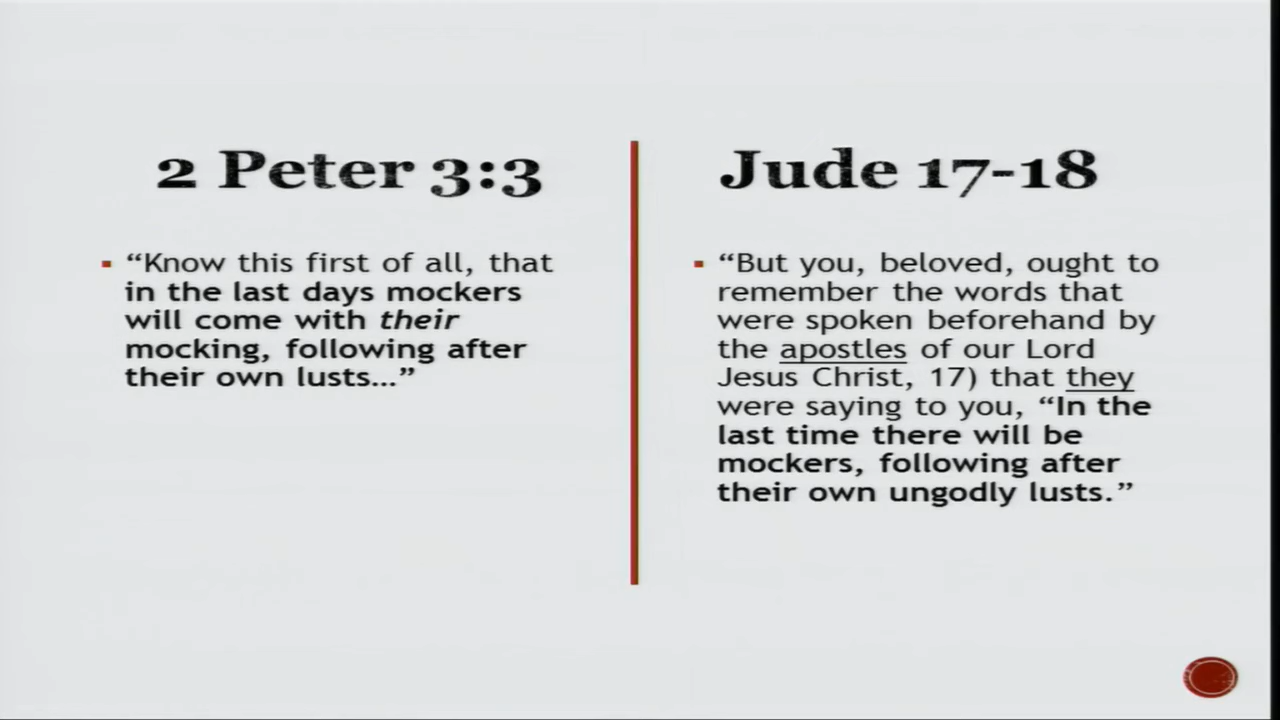 2 Peter 3:3
“Know this first of all, that
in the last days mockers
will come with their
mocking, following after
their own lusts…”
Jude 17-18
“But you, beloved, ought to
remember the words that
were spoken beforehand by
the apostles of our Lord
Jesus Christ, 17) that they
were saying to you, “In the
last time there will be
mockers, following after
their own ungodly lusts.”